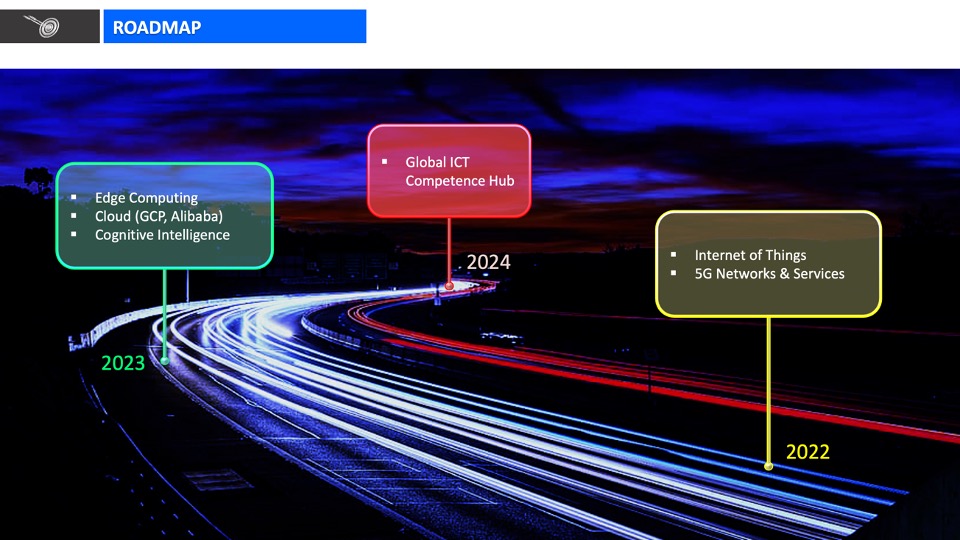 ROADMAP
▪ Edge Computing
▪ Cloud (GCP, Alibaba)
▪ Cognitive Intelligence
2023
▪ Global ICT
Competence Hub
2024
▪ Internet of Things
▪ 5G Networks & Services
2022